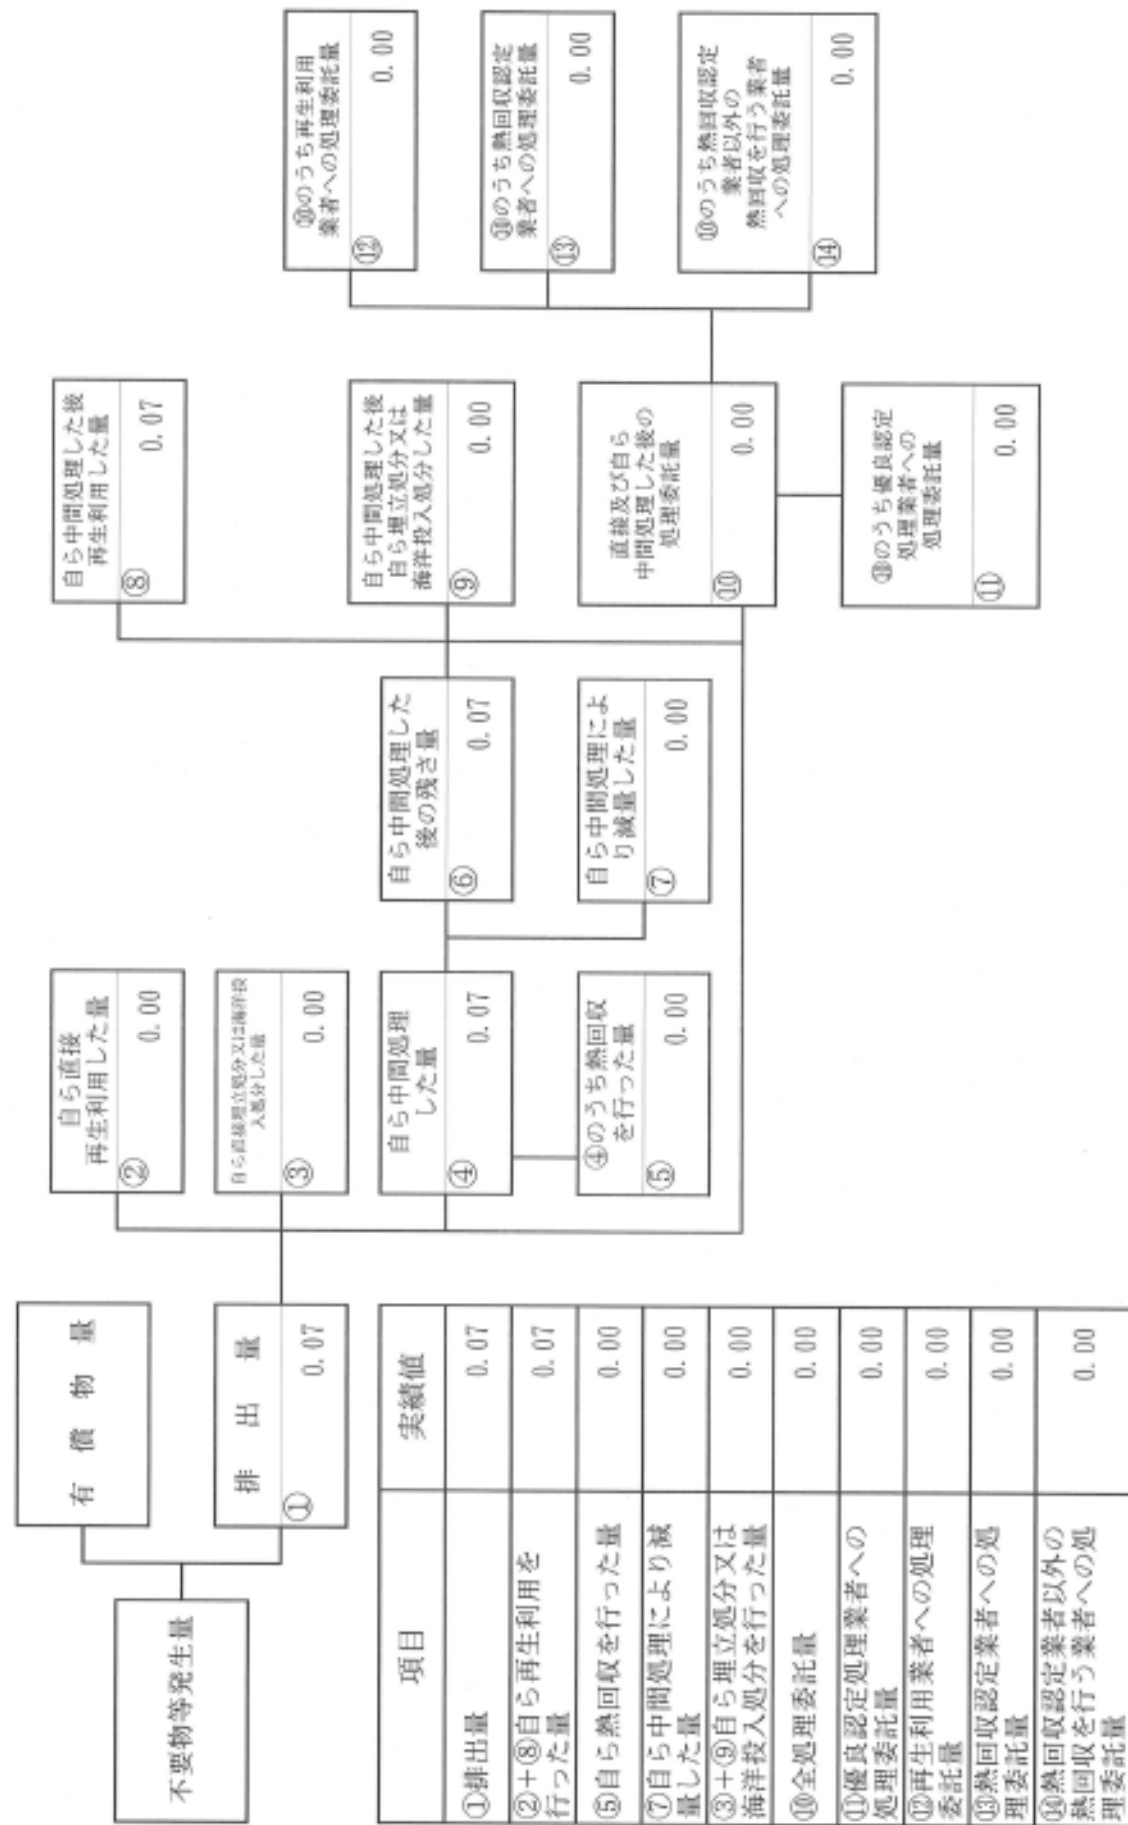 不要物等発生量
有償物量
排出量
① 0.07
自ら直接
再生利用した量
② 0.00
自ら直接埋立処分又は海洋投
入処分した量
③ 0.00
自ら中間処理
した量
④ 0.07
④のうち熱回収
を行った量
⑤ 0.00
自ら中間処理した
後の残さ量
⑥ 0.07
自ら中間処理によ
り減量した量
⑦ 0.00
自ら中間処理した後
再生利用した量
⑧ 0.07
自ら中間処理した後
自ら埋立処分又は
海洋投入処分した量
⑨ 0.00
直接及び自ら
中間処理した後の
処理委託量
⑩ 0.00
⑩のうち優良認定
処理業者への
処理委託量
⑪ 0.00
⑩のうち再生利用
業者への処理委託量
⑫ 0.00
⑩のうち熱回収認定
業者への処理委託量
⑬ 0.00
⑩のうち熱回収認定
業者以外の
熱回収を行う業者
への処理委託量
⑭ 0.00
項目 実績値
①排出量 0.07
②+⑧自ら再生利用を
行った量 0.07
⑤自ら熱回収を行った量 0.00
⑦自ら中間処理により減
量した量 0.00
③+⑨自ら埋立処分又は
海洋投入処分を行った量 0.00
⑩全処理委託量 0.00
⑪優良認定処理業者への
処理委託量 0.00
⑫再生利用業者への処理
委託量 0.00
⑬熱回収認定業者への処
理委託量 0.00
⑭熱回収認定業者以外の
熱回収を行う業者への処
理委託量 0.00